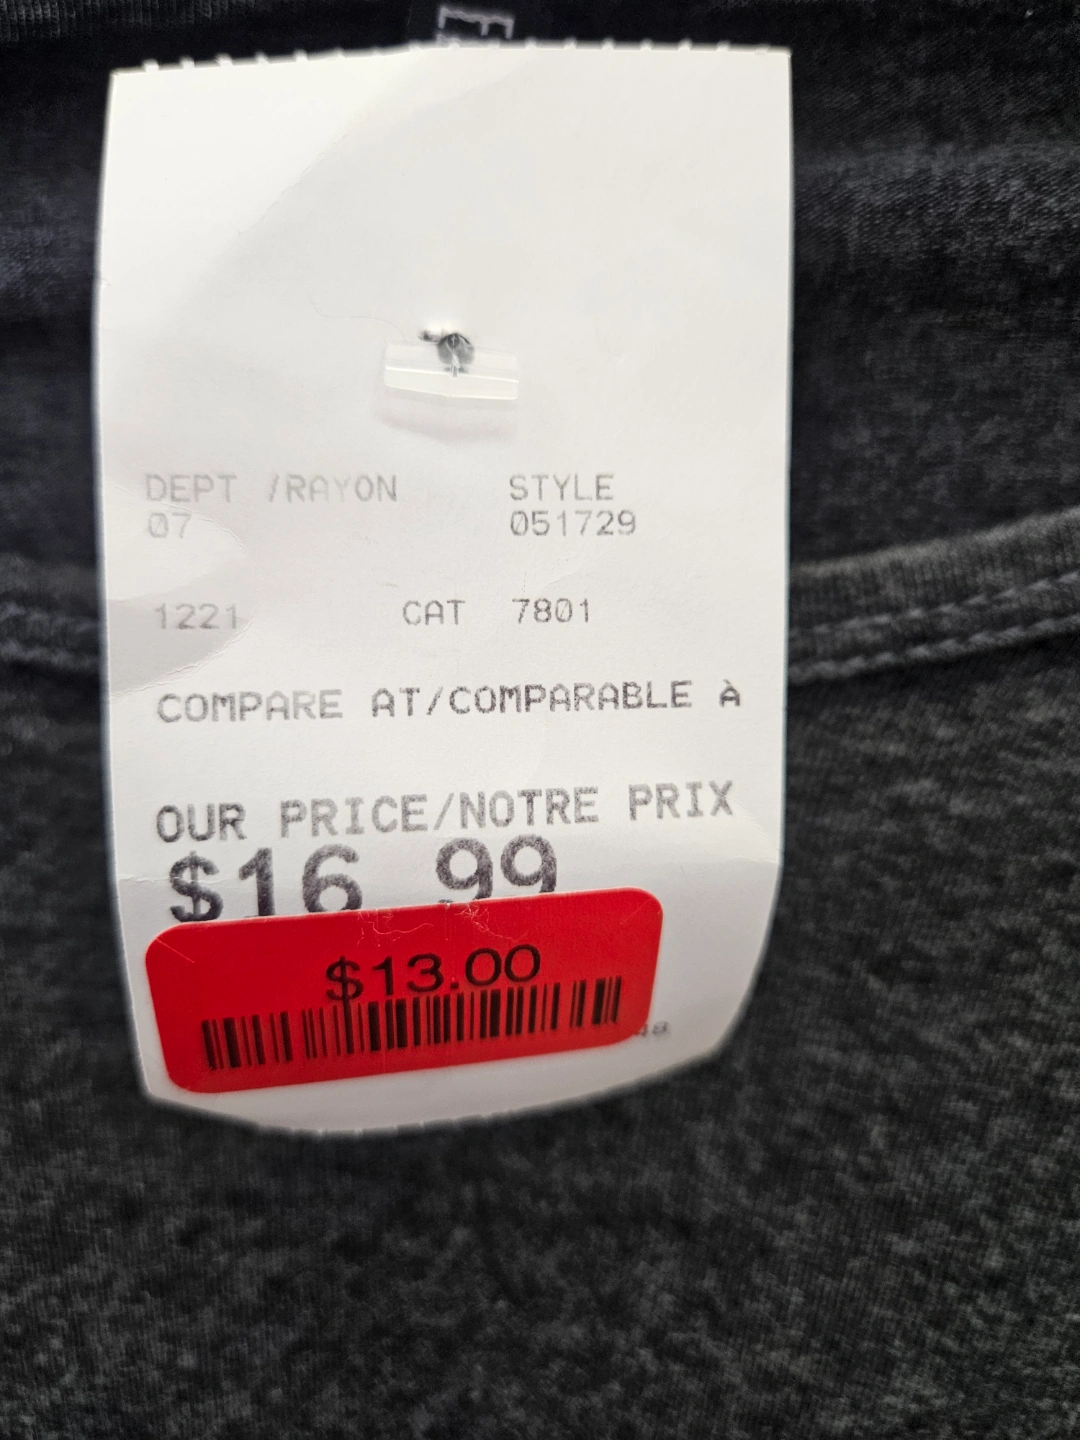 DEPT /RAYON STYLE
07 051729
1221 CAT 7801
COMPARE AT/COMPARABLE À
OUR PRICE/NOTRE PRIX
$16.99
$13.00